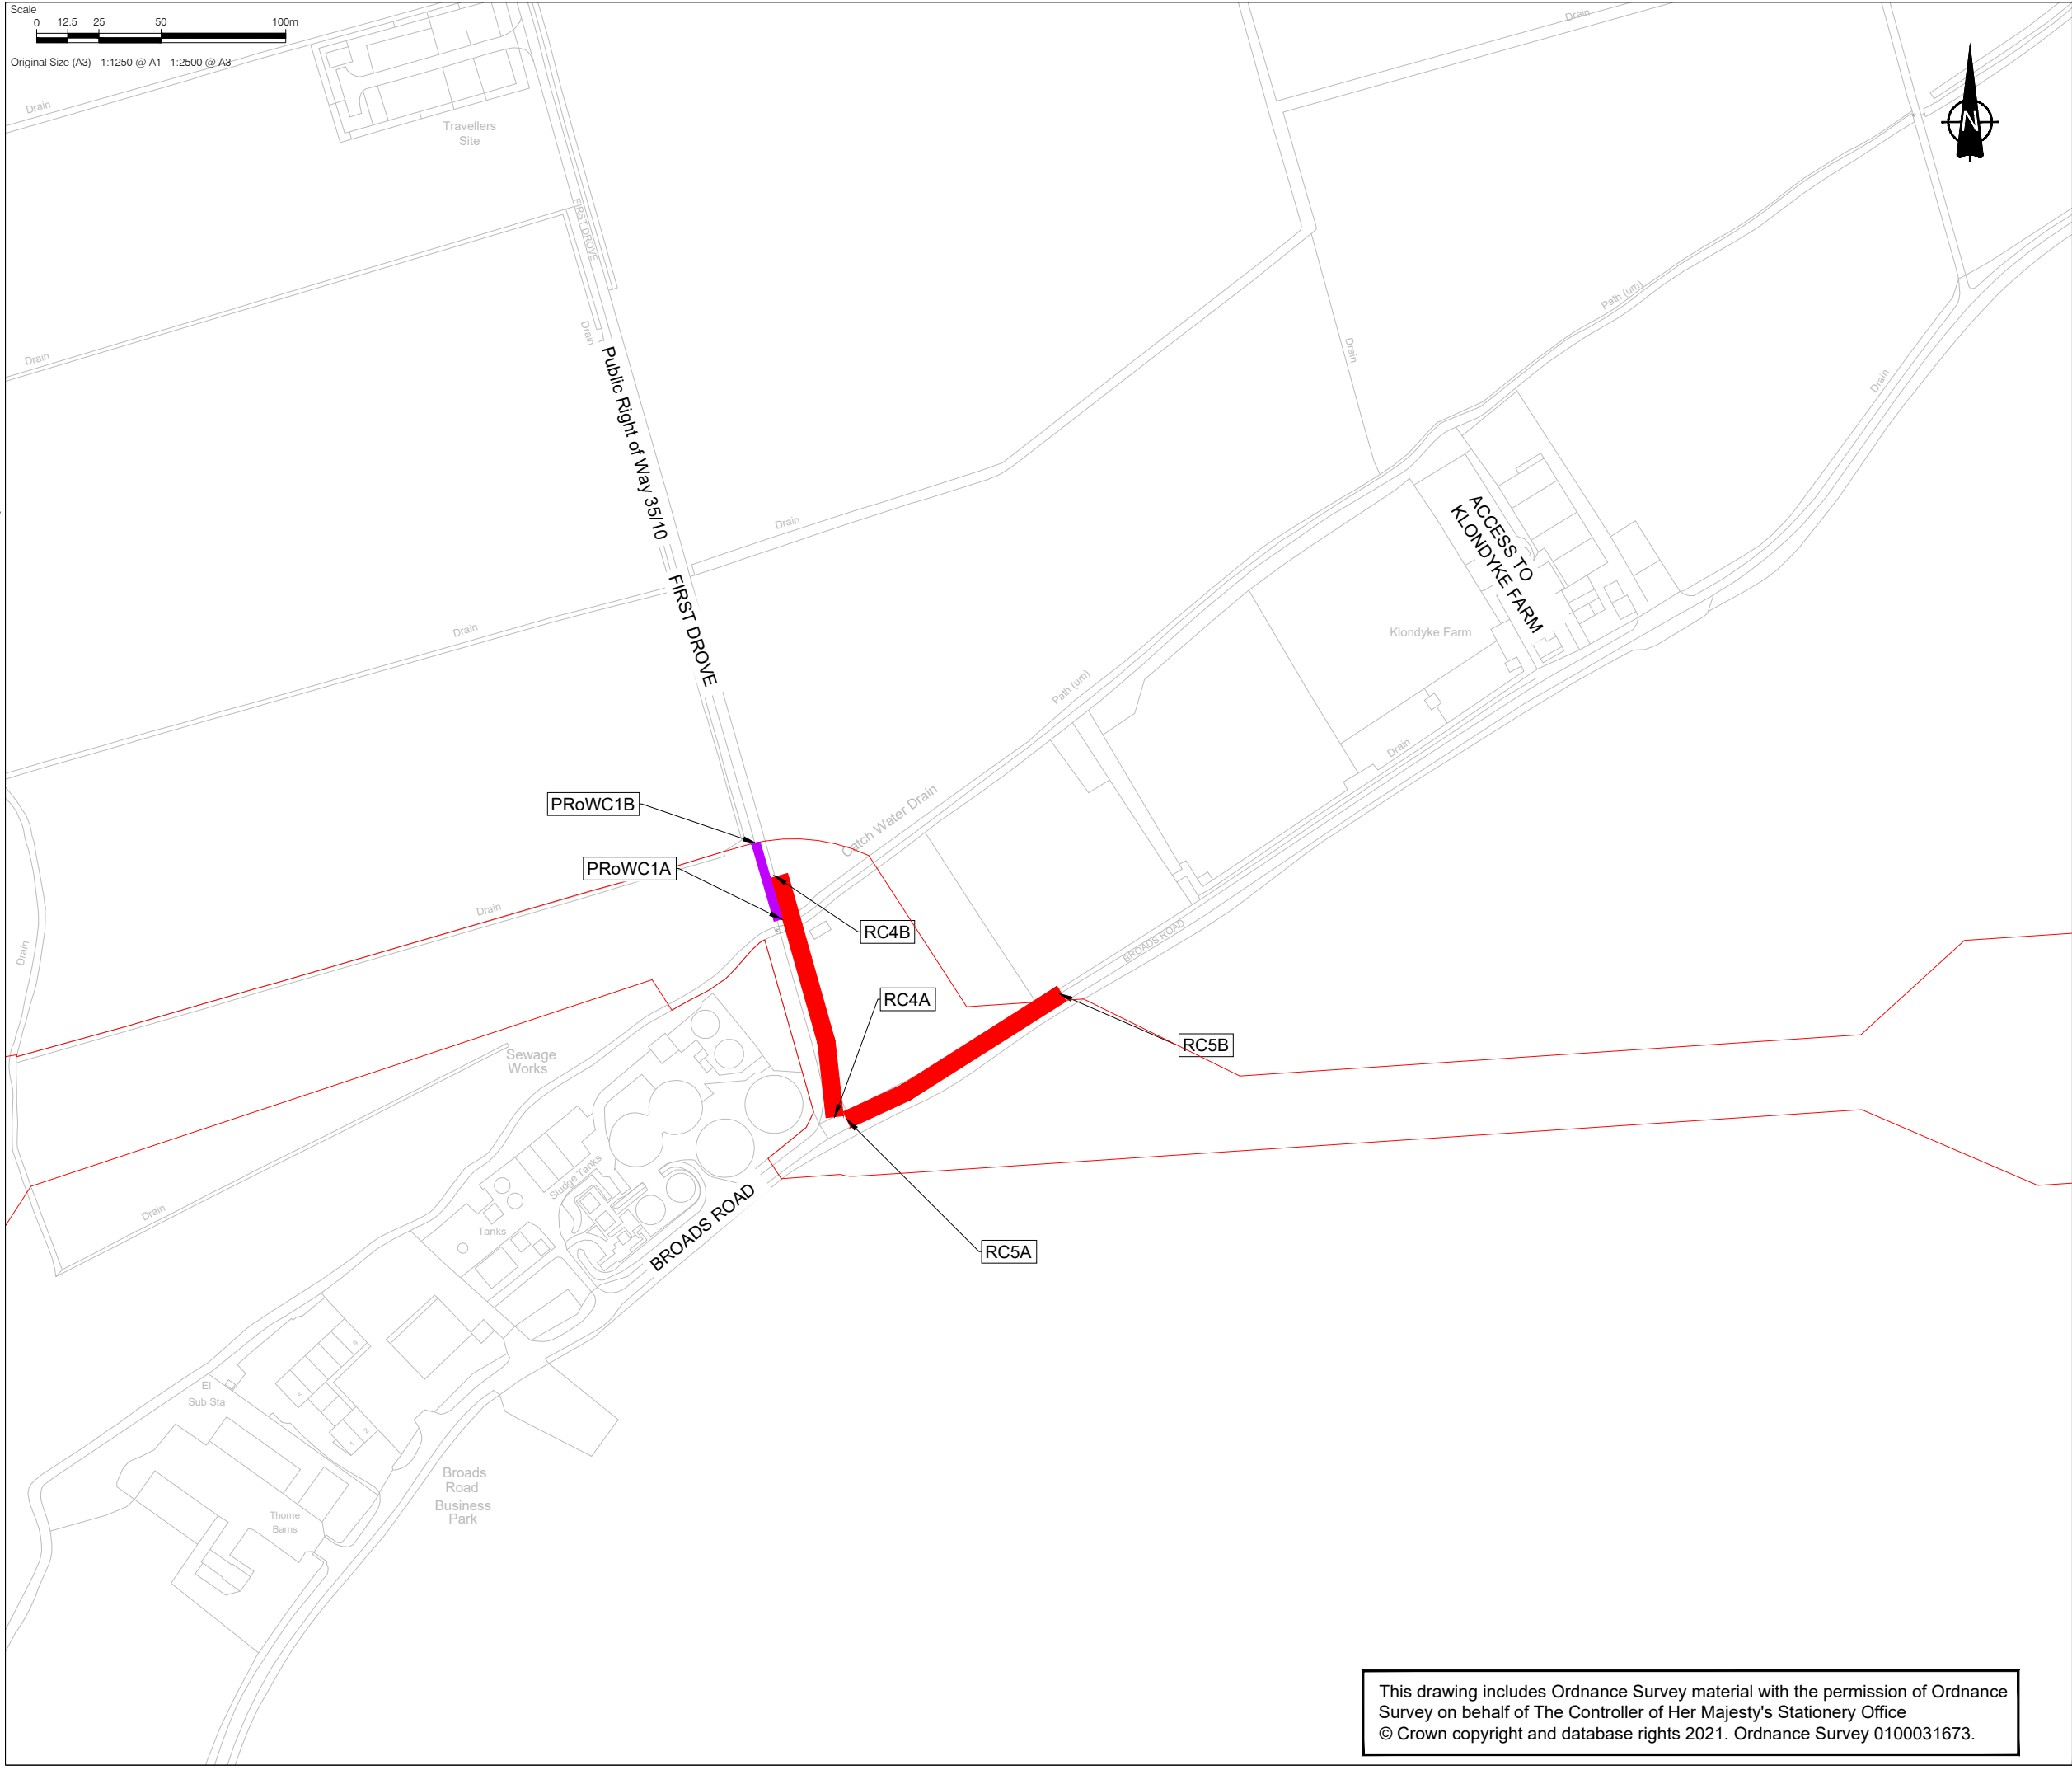 Scale
0 12.5 25 50 100m
Original Size (A3) 1:1250 @ A1 1:2500 @ A3
Drain
Drain
N
Travellers
Site
FIRST DROVE
Drain
Drain
Drain
Path (um)
Drain
Drain
Public Right of Way 35/10
Drain
FIRST DROVE
Drain
ACCESS TO
KLONDYKE FARM
Klondyke Farm
Path (um)
Drain
PRoWC1B
Catch Water Drain
PRoWC1A
Drain
RC4B
Drain
BROADS ROAD
RC4A
RC5B
Sewage
Works
Sludge Tanks
Drain
Tanks
BROADS ROAD
RC5A
9
5
2
1
El
Sub Sta
Broads
Road
Business
Park
Thorne
Barns
This drawing includes Ordnance Survey material with the permission of Ordnance
Survey on behalf of The Controller of Her Majesty's Stationery Office
© Crown copyright and database rights 2021. Ordnance Survey 0100031673.